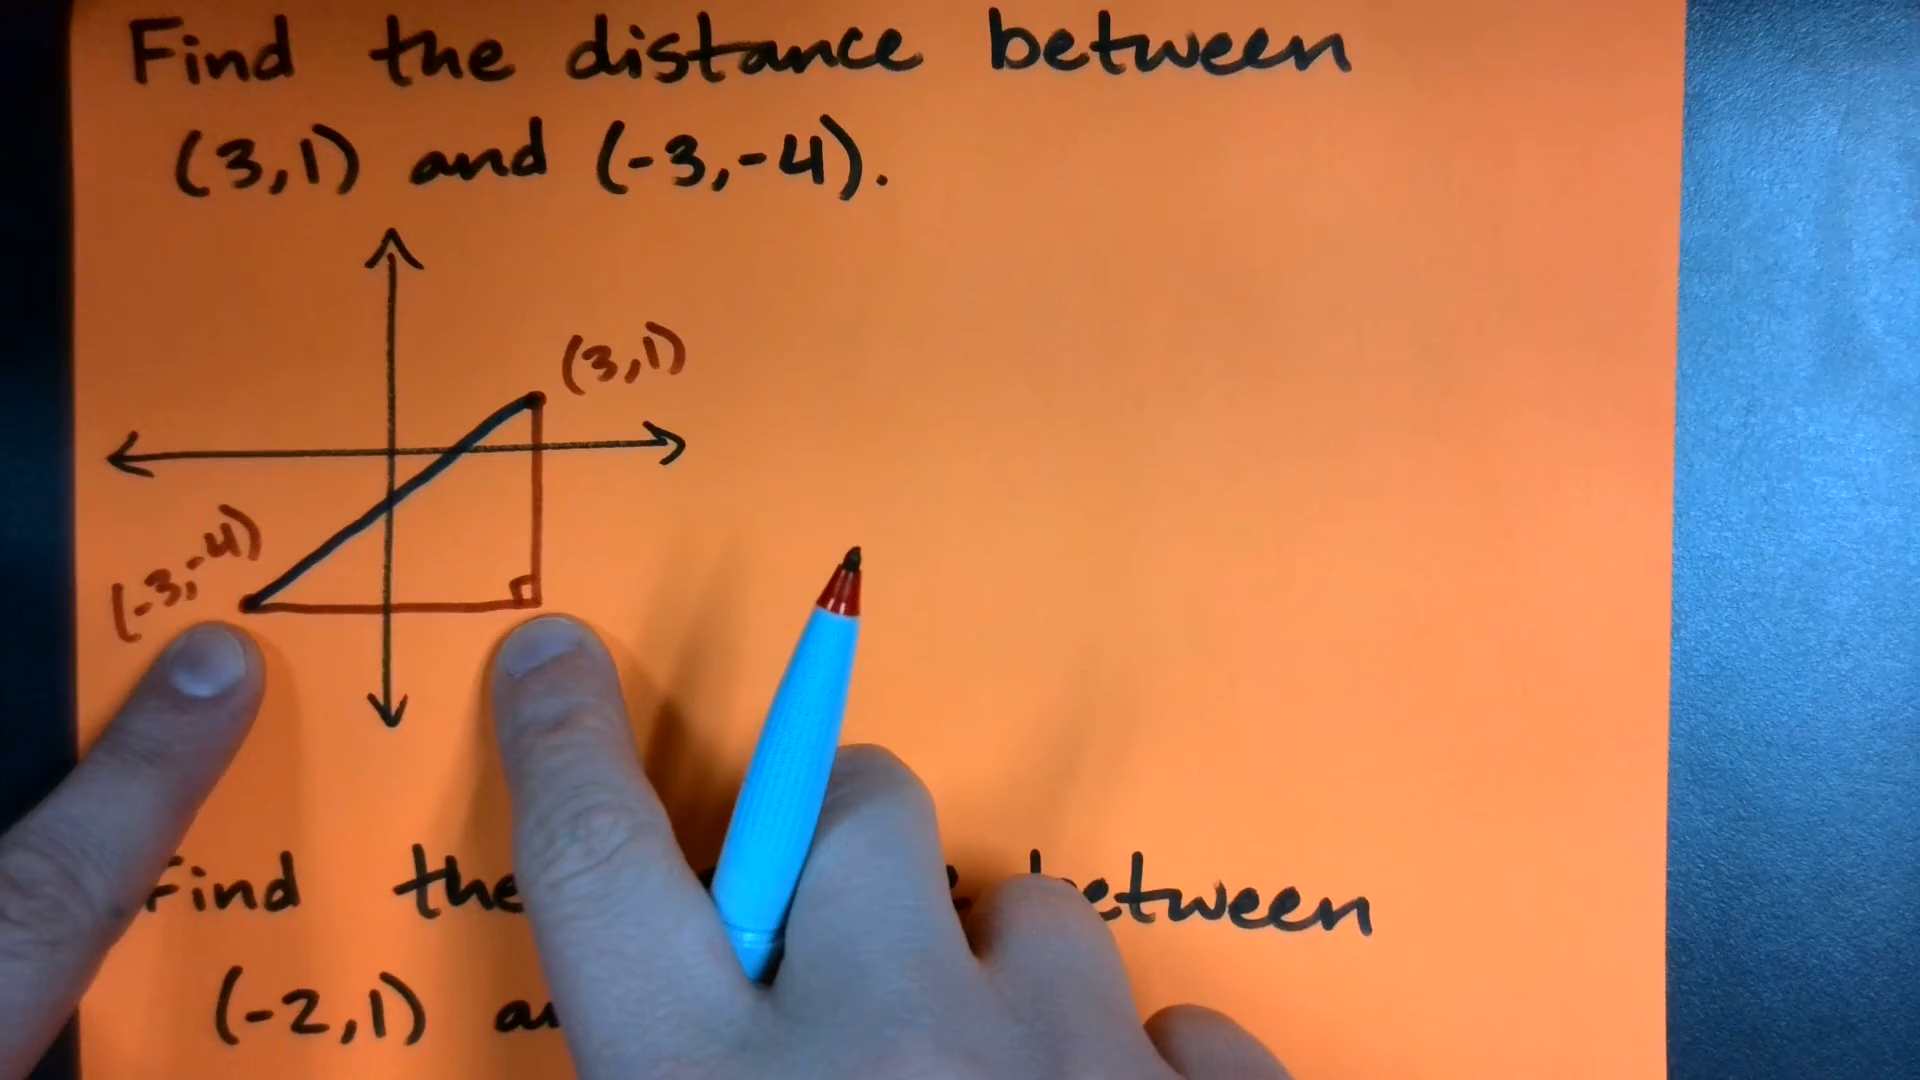 Find the distance between
(3,1) and (-3,-4).
(3,1)
(-3,-4)
Find the between
(-2,1)